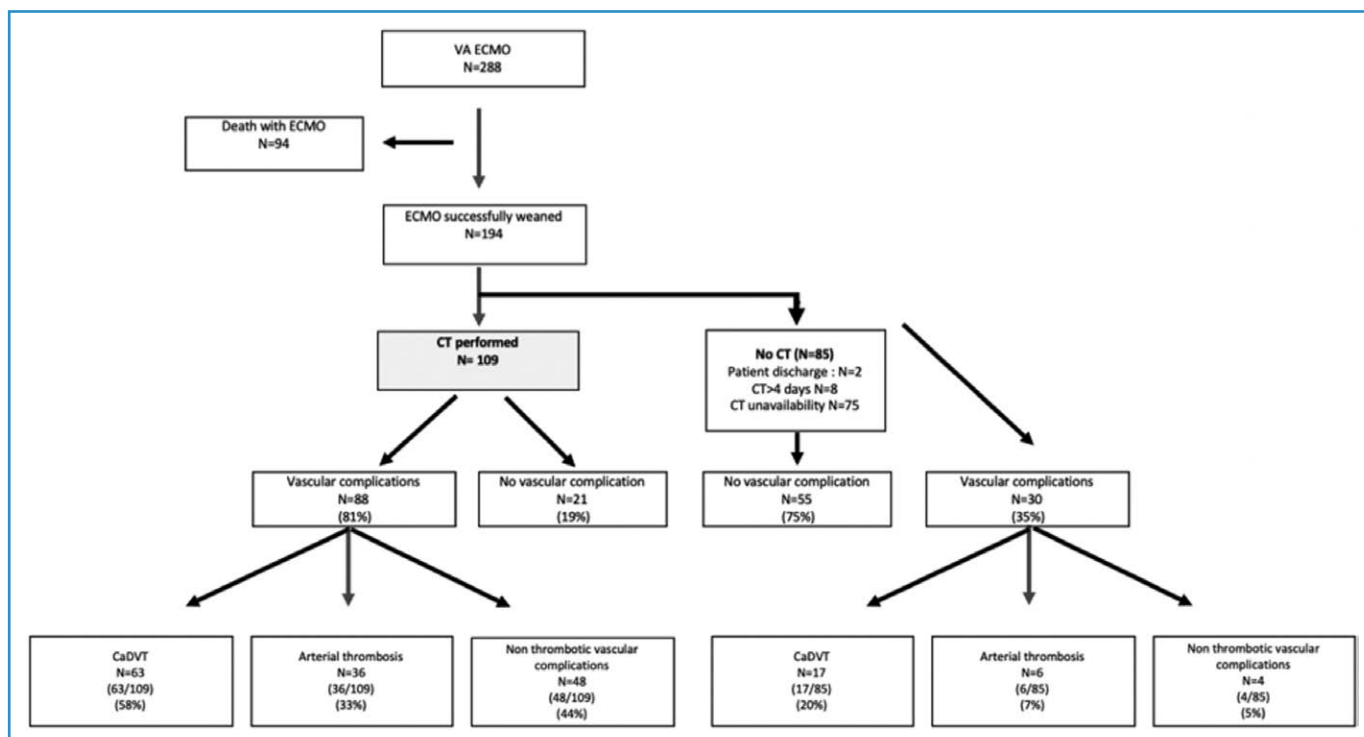 VA ECMO
N=288
Death with ECMO
N=94
ECMO successfully weaned
N=194
CT performed
N= 109
No CT (N=85)
Patient discharge : N=2
CT>4 days N=8
CT unavailability N=75
Vascular complications
N=88
(81%)
No vascular complication
N=21
(19%)
No vascular complication
N=55
(75%)
Vascular complications
N=30
(35%)
CaDVT
N=63
(63/109)
(58%)
Arterial thrombosis
N=36
(36/109)
(33%)
Non thrombotic vascular
complications
N=48
(48/109)
(44%)
CaDVT
N=17
(17/85)
(20%)
Arterial thrombosis
N=6
(6/85)
(7%)
Non thrombotic vascular
complications
N=4
(4/85)
(5%)